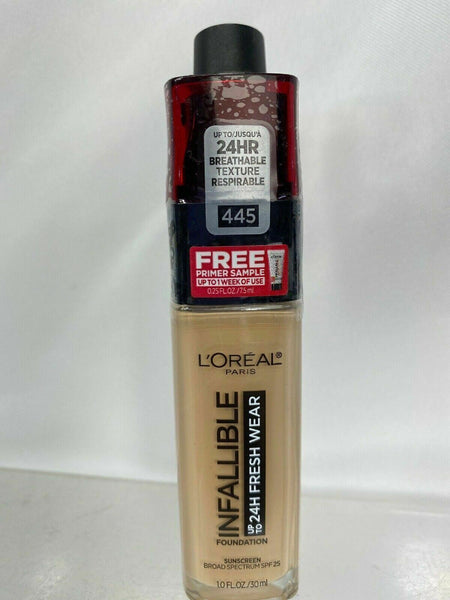 UP TO/JUSQU'À
24HR
BREATHABLE
TEXTURE
RESPIRABLE
445
FREE
PRIMER SAMPLE
UP TO 1 WEEK OF USE
0.25 FL.OZ./7.5 mL
L'ORÉAL®
PARIS
INFALLIBLE
UP TO 24H FRESH WEAR
FOUNDATION
SUNSCREEN
BROAD SPECTRUM SPF 25
1.0 FL.OZ./30 mL